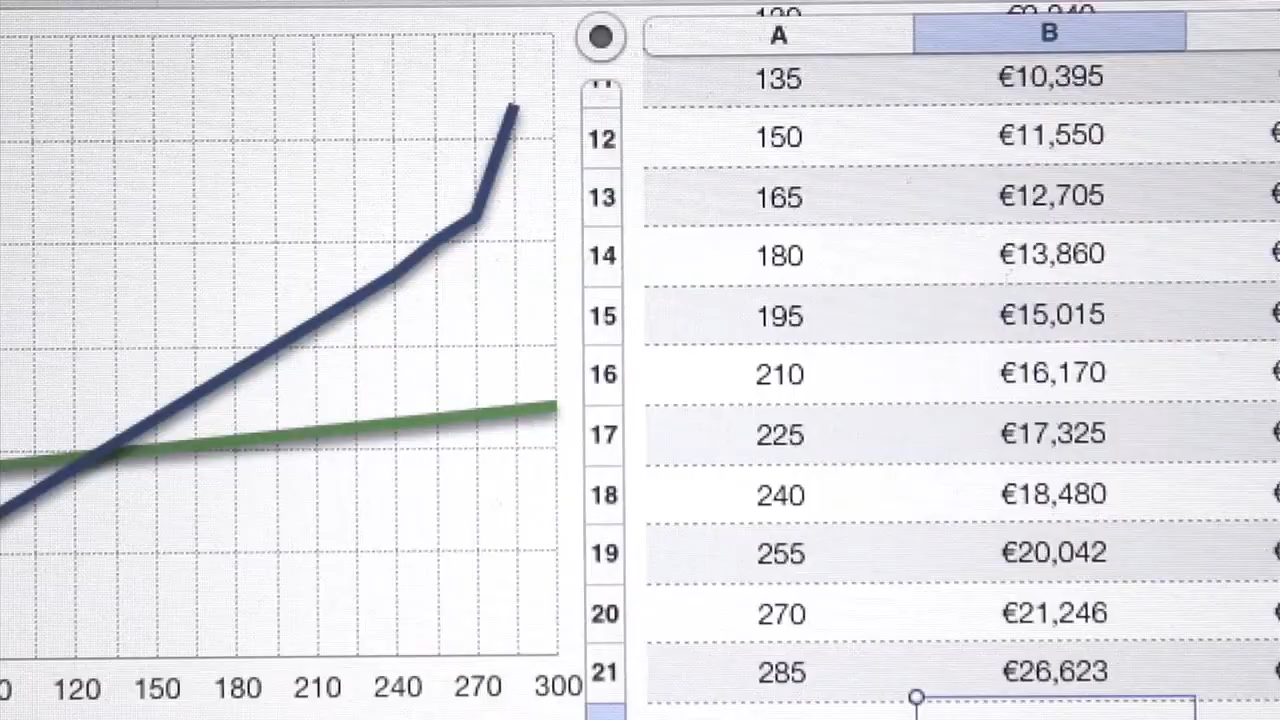 A B
135 €10,395
12 150 €11,550 €
13 165 €12,705 €
14 180 €13,860 €
15 195 €15,015 €
16 210 €16,170 €
17 225 €17,325 €
18 240 €18,480 €
19 255 €20,042 €
20 270 €21,246 €
21 285 €26,623 €
120 150 180 210 240 270 300